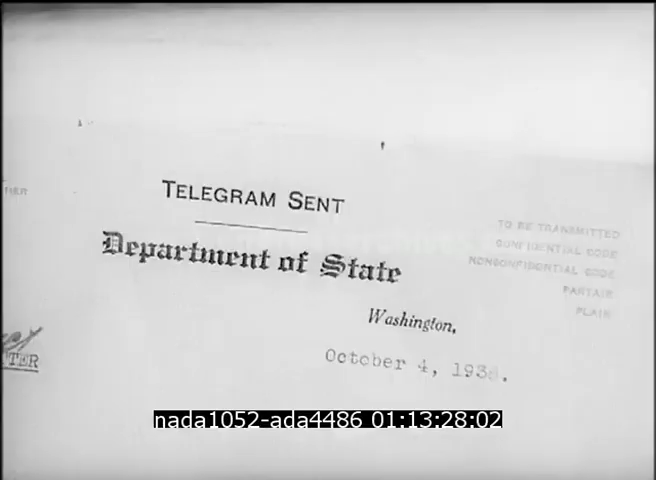 TELEGRAM SENT
Department of State
TO BE TRANSMITTED
CONFIDENTIAL CODE
NONCONFIDENTIAL CODE
PARTAIR
PLAIN
Washington,
October 4,
nada1052-ada4486 01:13:28:02